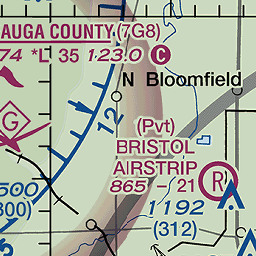 AUGA COUNTY (7G8)
74 *L 35 123.0 C
N Bloomfield
12
G
(Pvt)
BRISTOL
AIRSTRIP
865 - 21 R
500
1192
300)
(312)